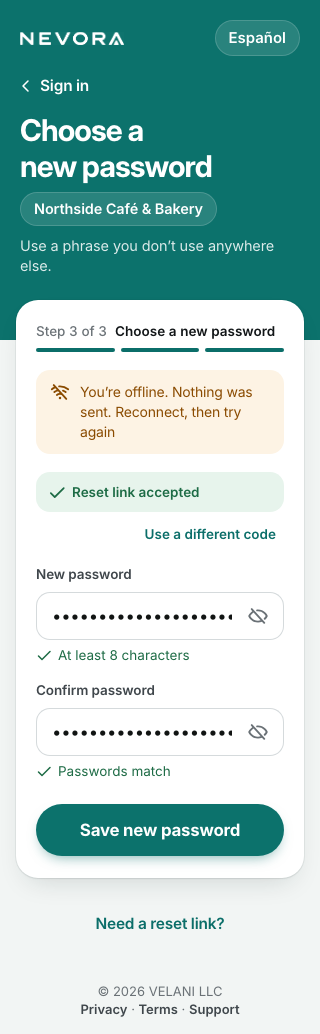 NEVORA
Español
Sign in
Choose a
new password
Northside Café & Bakery
Use a phrase you don’t use anywhere
else.
Step 3 of 3 Choose a new password
You’re offline. Nothing was
sent. Reconnect, then try
again
Reset link accepted
Use a different code
New password
At least 8 characters
Confirm password
Passwords match
Save new password
Need a reset link?
© 2026 VELANI LLC
Privacy · Terms · Support